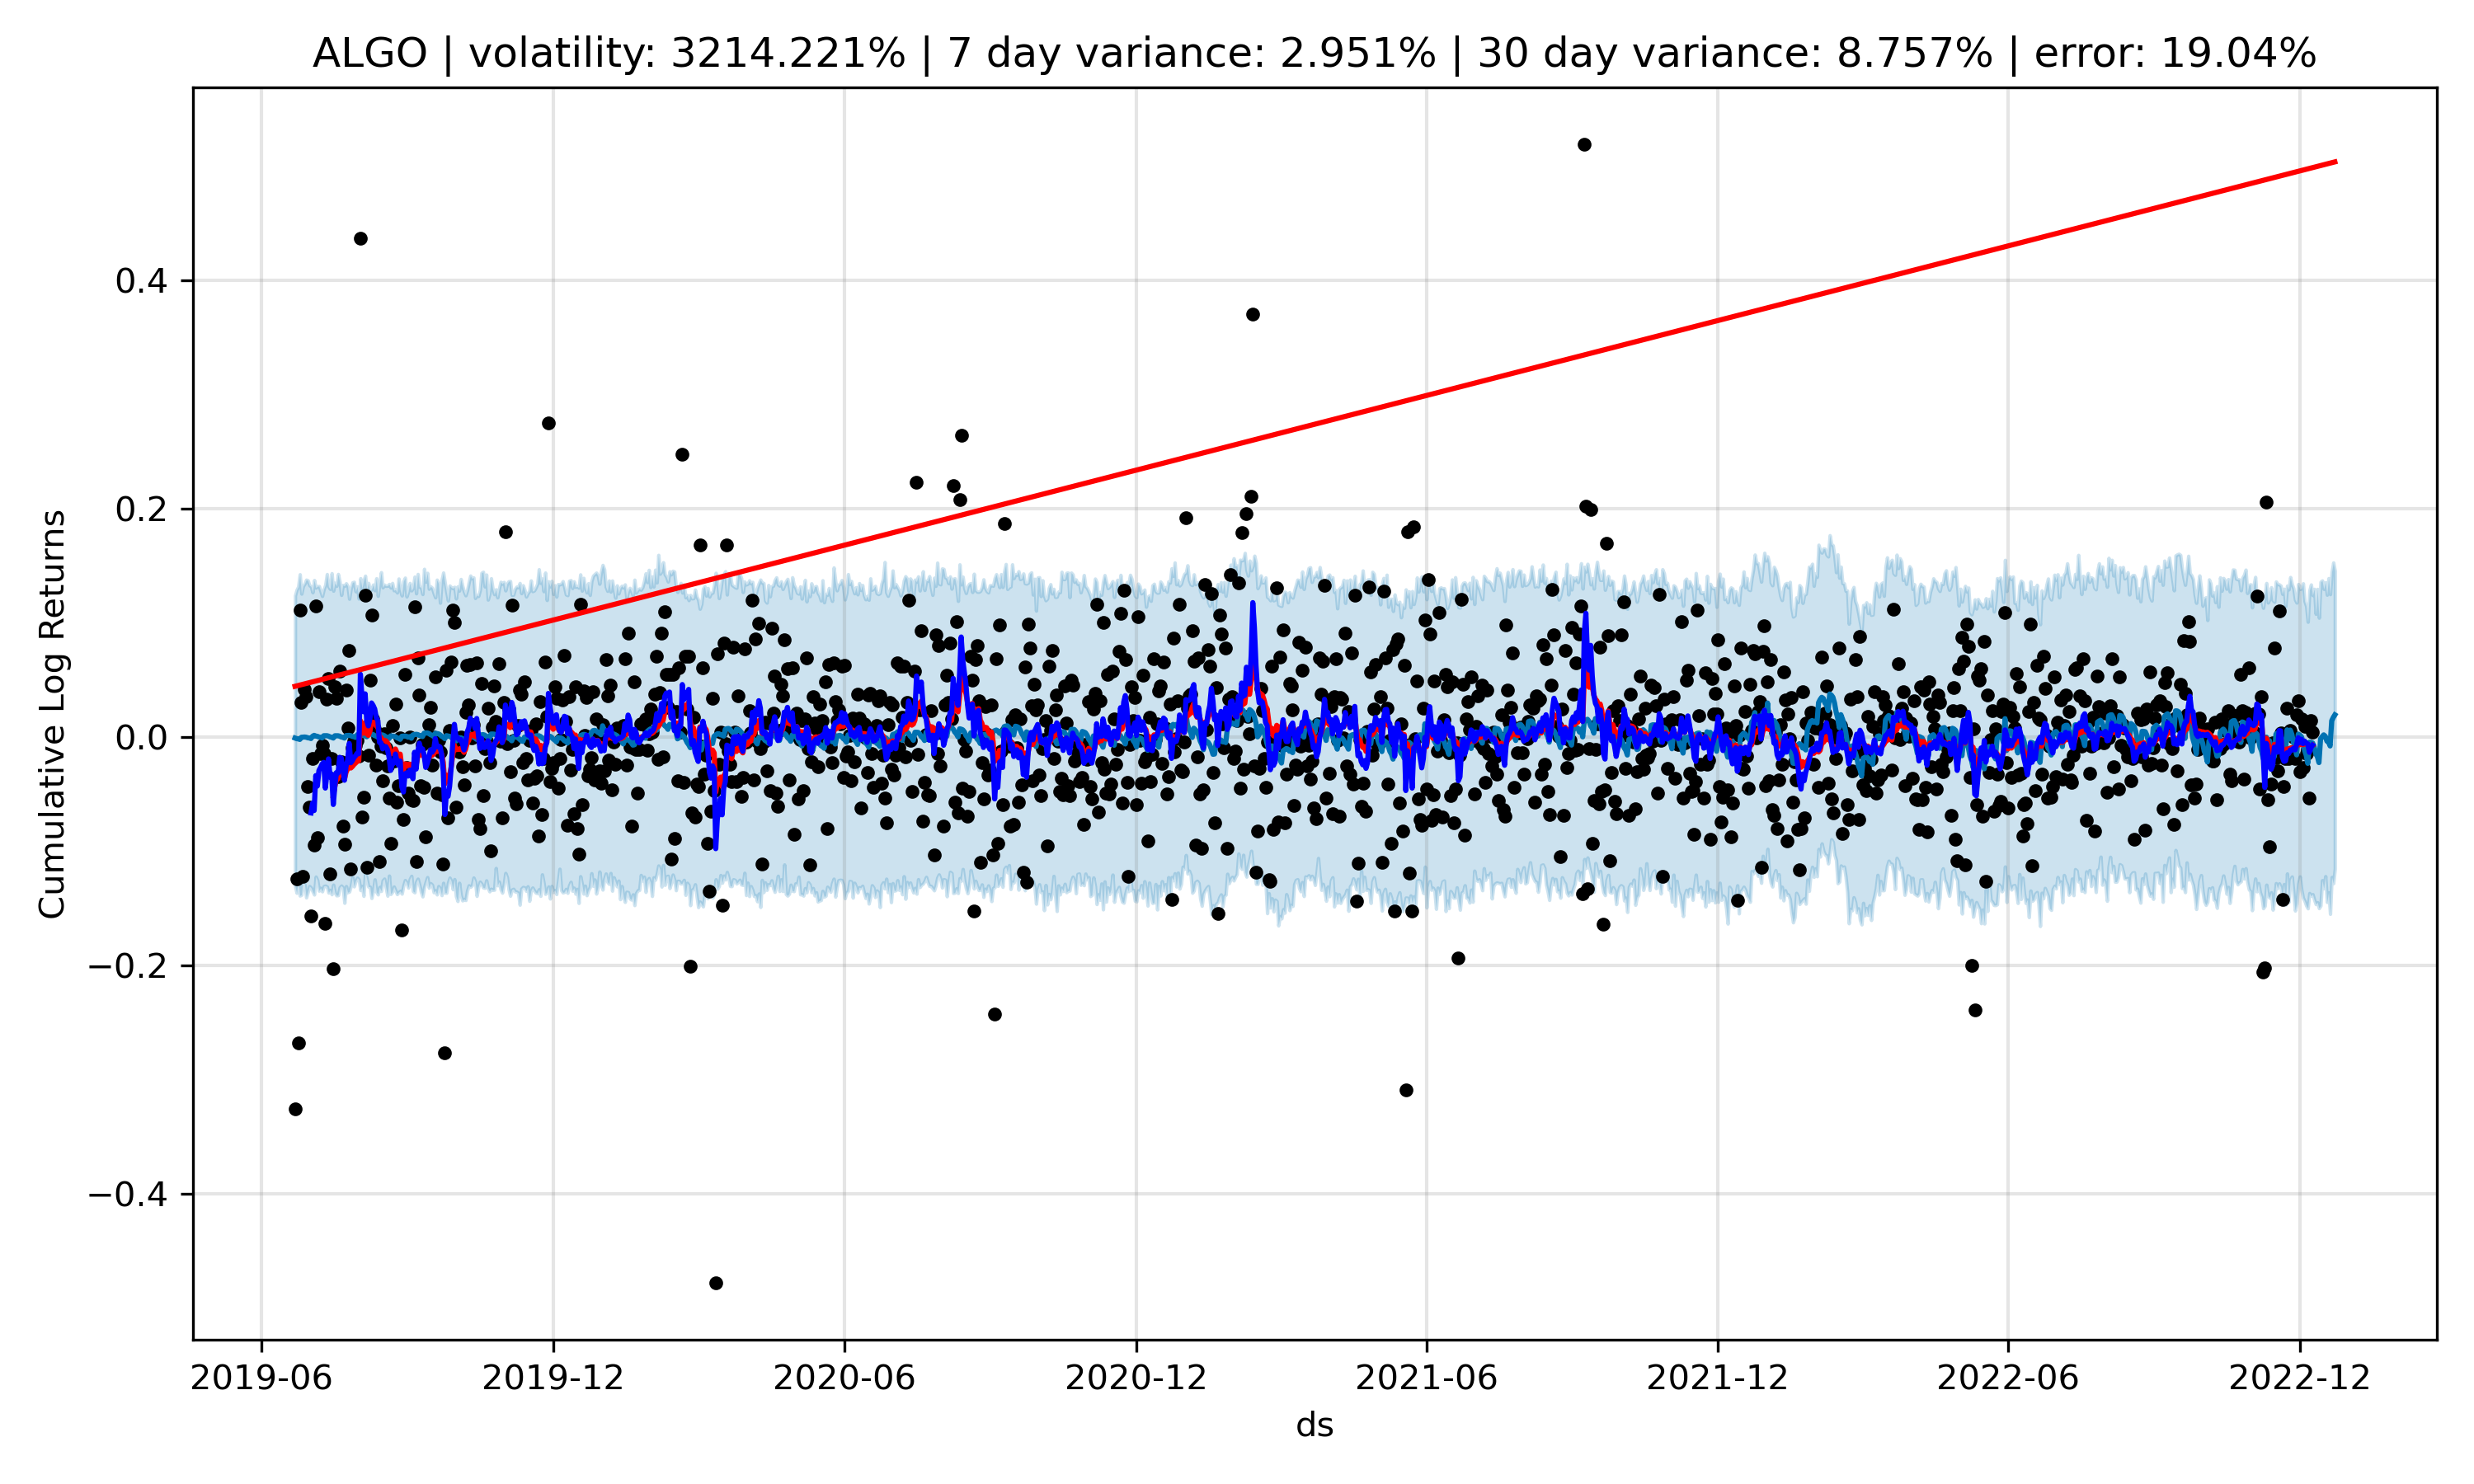 ALGO | volatility: 3214.221% | 7 day variance: 2.951% | 30 day variance: 8.757% | error: 19.04%
Cumulative Log Returns
0.4
0.2
0.0
−0.2
−0.4
2019-06 2019-12 2020-06 2020-12 2021-06 2021-12 2022-06 2022-12
ds